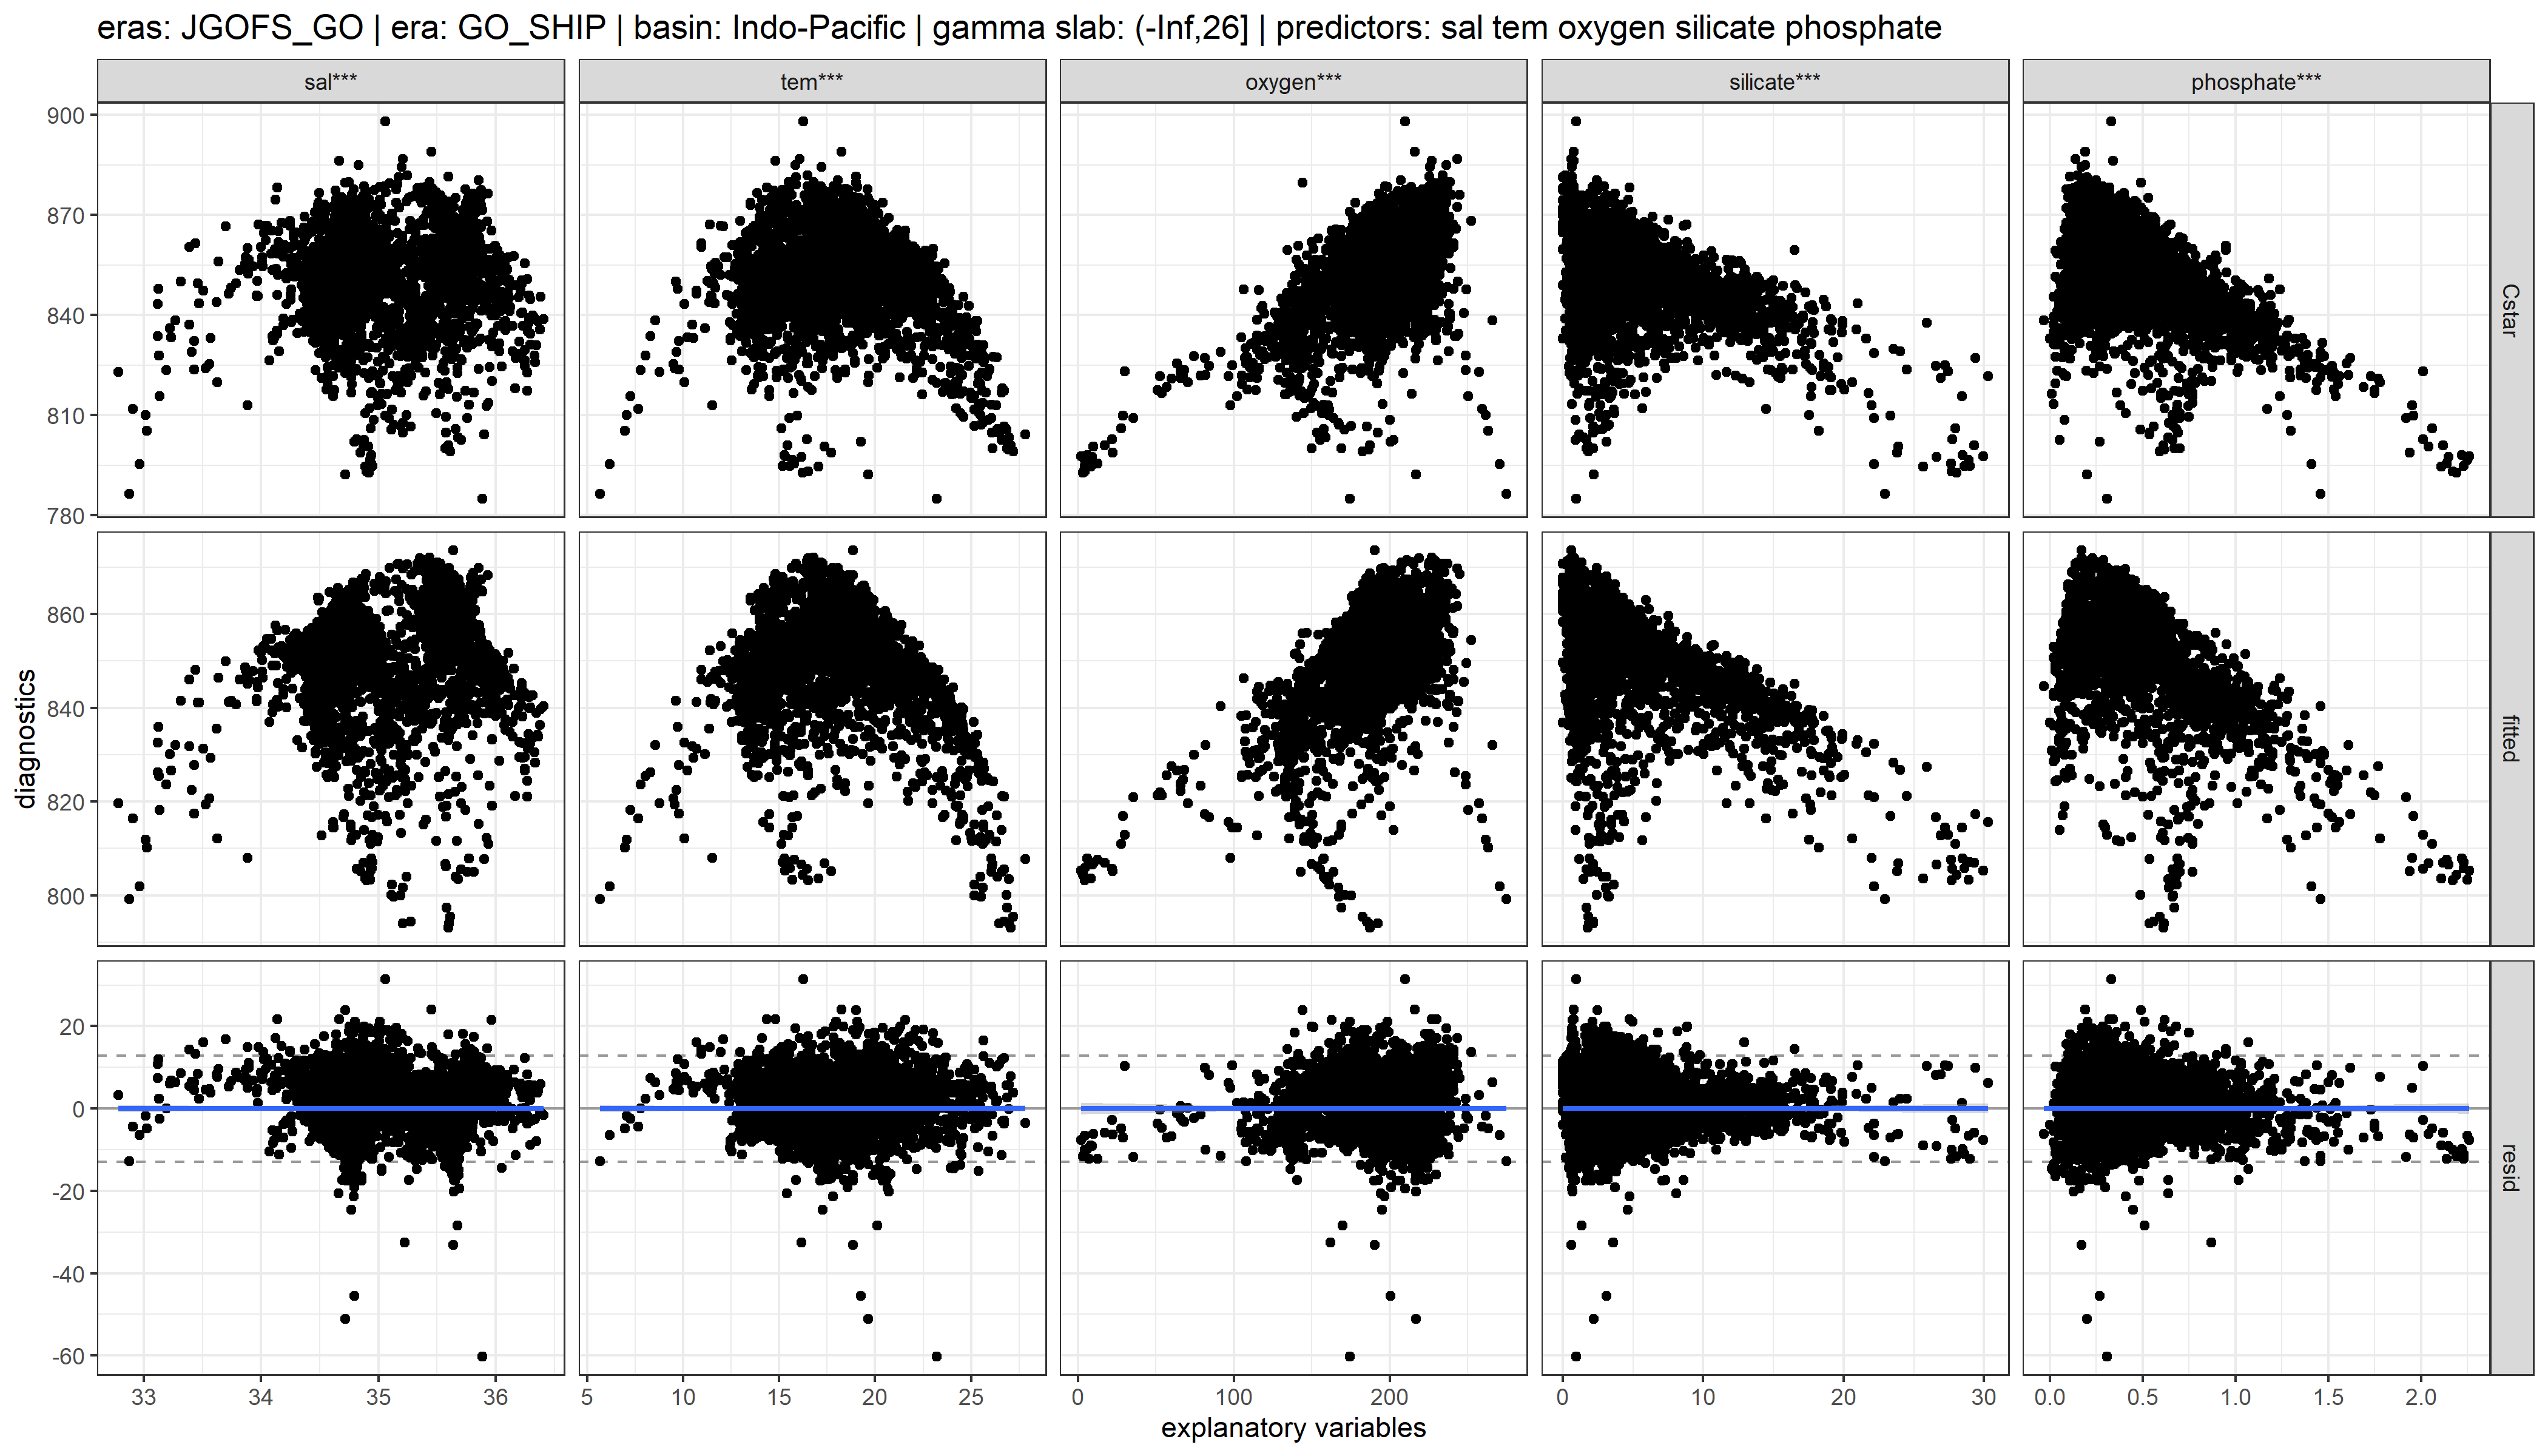 eras: JGOFS_GO | era: GO_SHIP | basin: Indo-Pacific | gamma slab: (-Inf,26] | predictors: sal tem oxygen silicate phosphate
sal*** tem*** oxygen*** silicate*** phosphate***
900
870
840
810
780
Cstar
diagnostics
860
840
820
800
fitted
20
0
-20
-40
-60
resid
33 34 35 36 5 10 15 20 25 0 100 200 0 10 20 30 0.0 0.5 1.0 1.5 2.0
explanatory variables